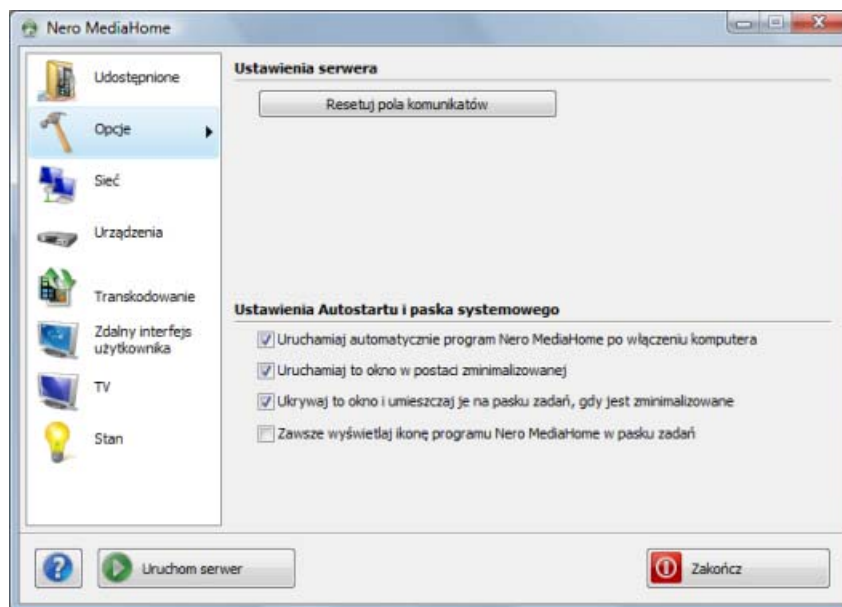 Nero MediaHome
Udostępnione
Opcje
Sieć
Urządzenia
Transkodowanie
Zdalny interfejs
użytkownika
TV
Stan
Ustawienia serwera
Resetuj pola komunikatów
Ustawienia Autostartu i paska systemowego
Uruchamiaj automatycznie program Nero MediaHome po włączeniu komputera
Uruchamiaj to okno w postaci zminimalizowanej
Ukrywaj to okno i umieszczaj je na pasku zadań, gdy jest zminimalizowane
Zawsze wyświetlaj ikonę programu Nero MediaHome w pasku zadań
?
Uruchom serwer
Zakończ